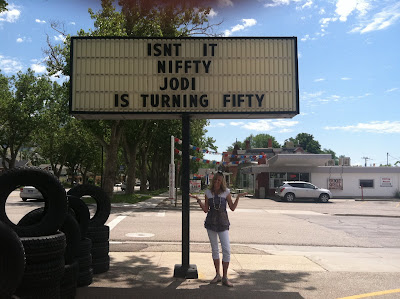 ISNT IT
NIFFTY
JODI
IS TURNING FIFTY